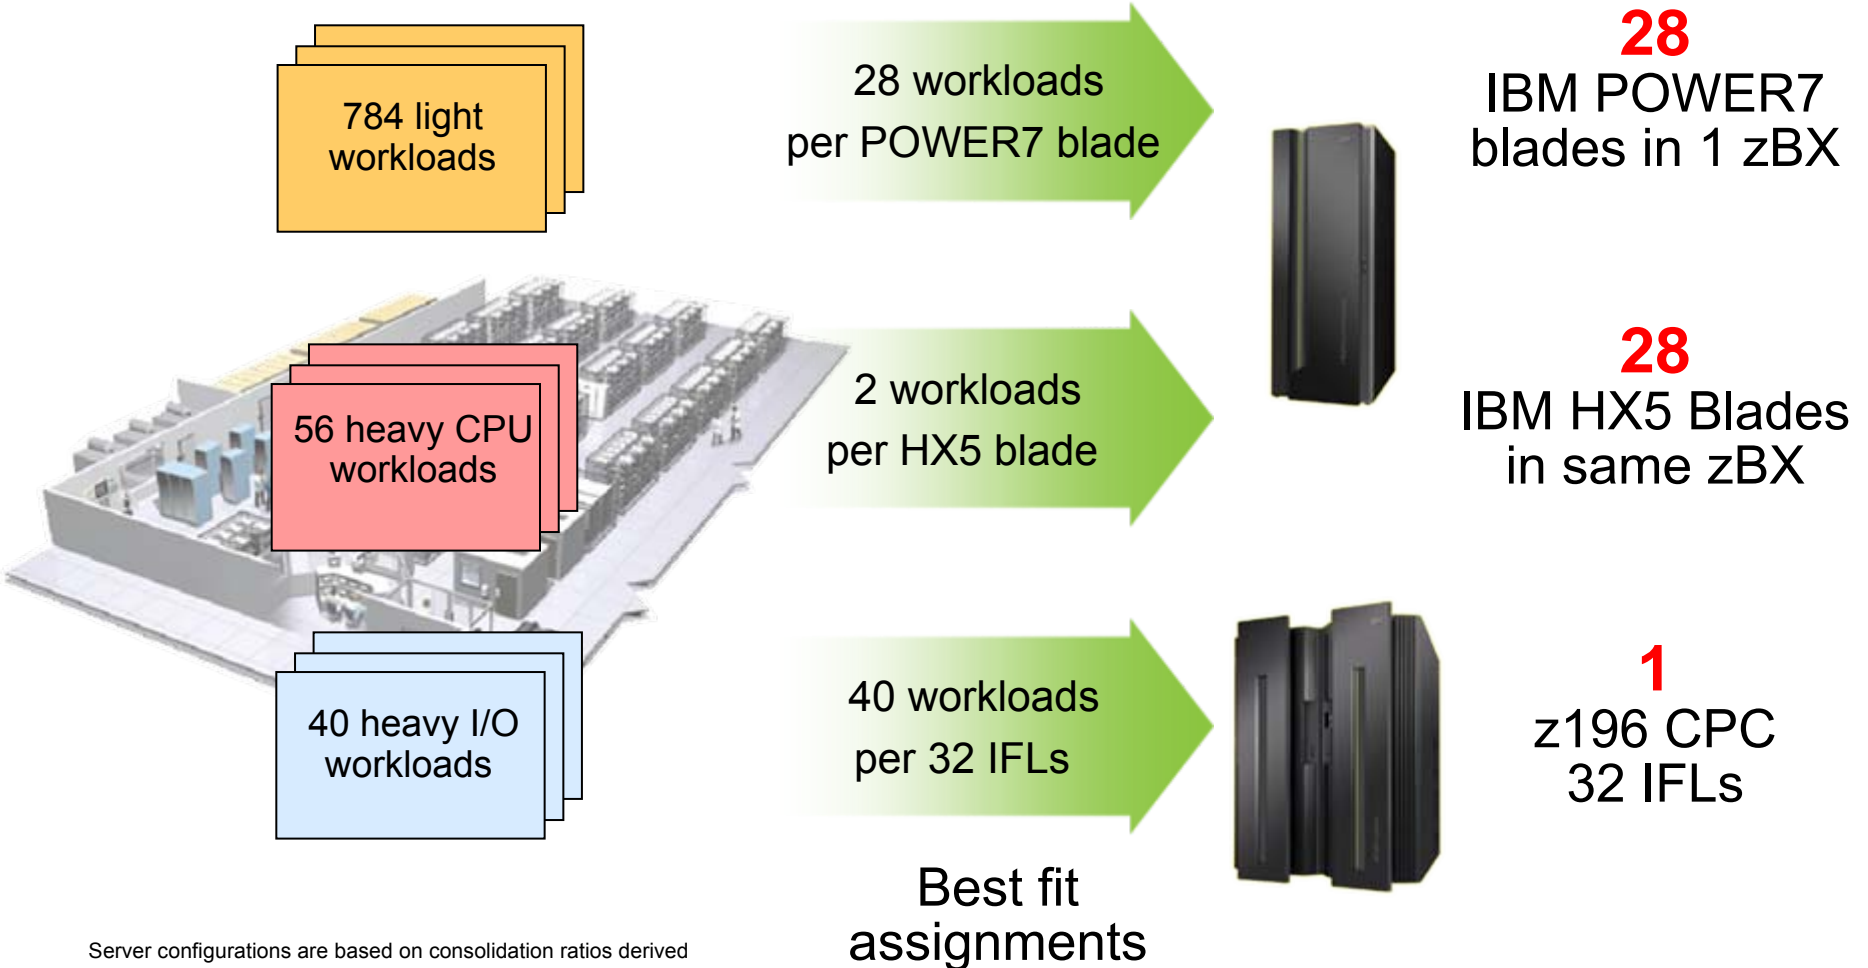 784 light
workloads
28 workloads
per POWER7 blade
28
IBM POWER7
blades in 1 zBX
56 heavy CPU
workloads
2 workloads
per HX5 blade
28
IBM HX5 Blades
in same zBX
40 heavy I/O
workloads
40 workloads
per 32 IFLs
1
z196 CPC
32 IFLs
Best fit
assignments
Server configurations are based on consolidation ratios derived